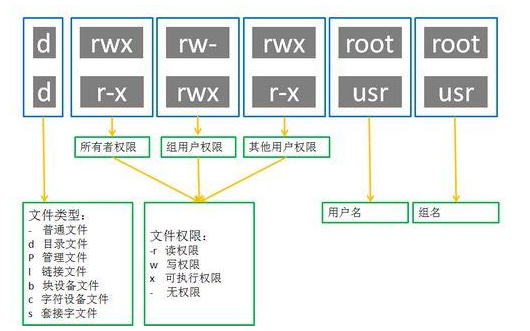 d rwx rw- rwx root root
d r-x rwx r-x usr usr
所有者权限 组用户权限 其他用户权限
用户名 组名
文件类型：
- 普通文件
d 目录文件
P 管理文件
l 链接文件
b 块设备文件
c 字符设备文件
s 套接字文件
文件权限：
-r 读权限
w 写权限
x 可执行权限
- 无权限